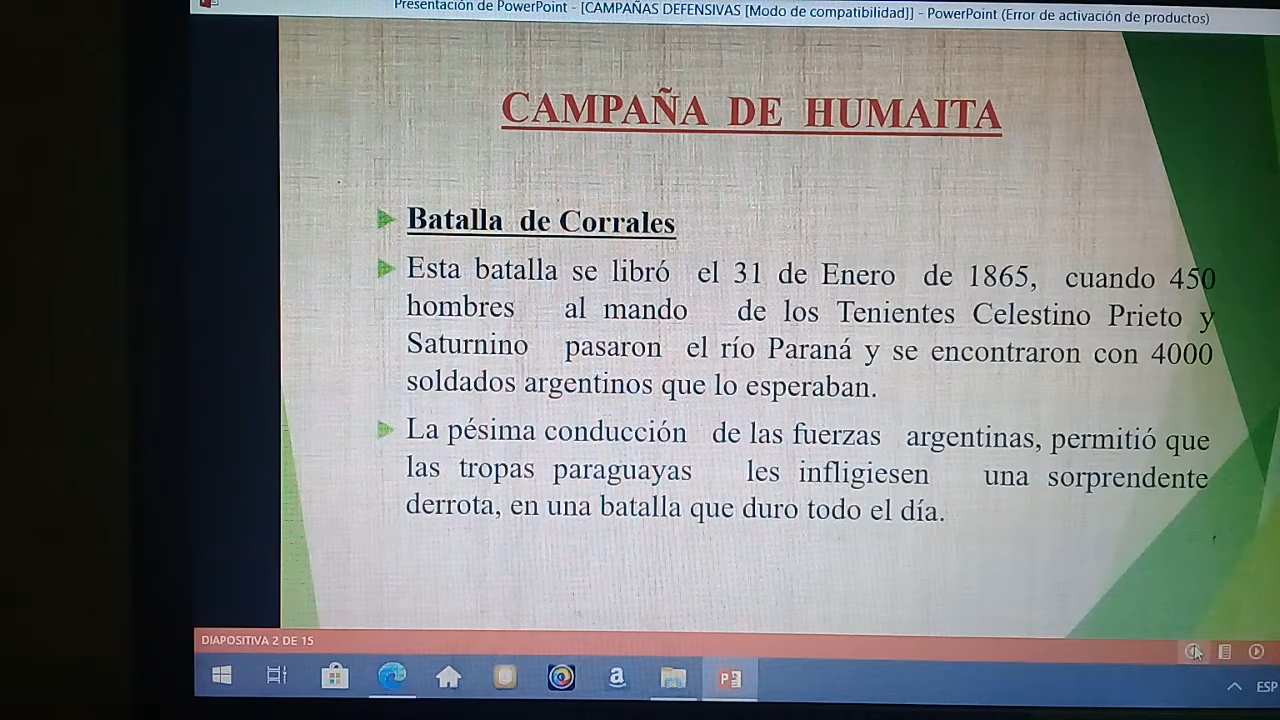 Presentación de PowerPoint - [CAMPAÑAS DEFENSIVAS [Modo de compatibilidad]] - PowerPoint (Error de activación de productos)
CAMPAÑA DE HUMAITA
Batalla de Corrales
Esta batalla se libró el 31 de Enero de 1865, cuando 450
hombres al mando de los Tenientes Celestino Prieto y
Saturnino pasaron el río Paraná y se encontraron con 4000
soldados argentinos que lo esperaban.
La pésima conducción de las fuerzas argentinas, permitió que
las tropas paraguayas les infligiesen una sorprendente
derrota, en una batalla que duro todo el día.
DIAPOSITIVA 2 DE 15
ESP